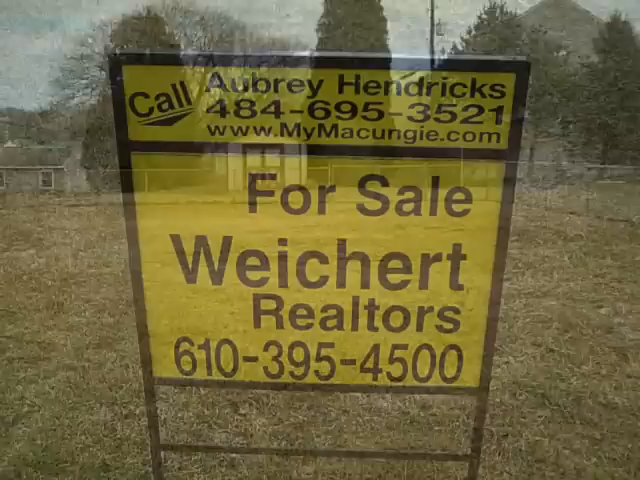 Call
Aubrey Hendricks
484-695-3521
www.MyMacungie.com
For Sale
Weichert
Realtors
610-395-4500